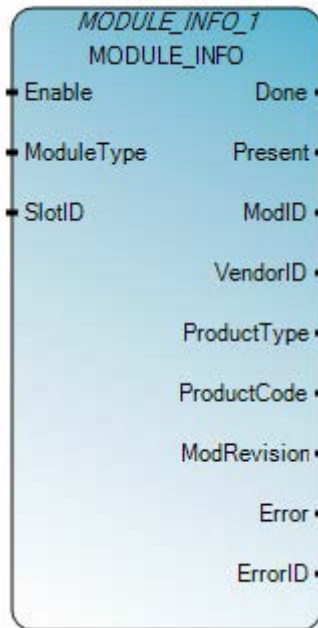 MODULE_INFO_1
MODULE_INFO
Enable Done
ModuleType Present
SlotID ModID
VendorID
ProductType
ProductCode
ModRevision
Error
ErrorID